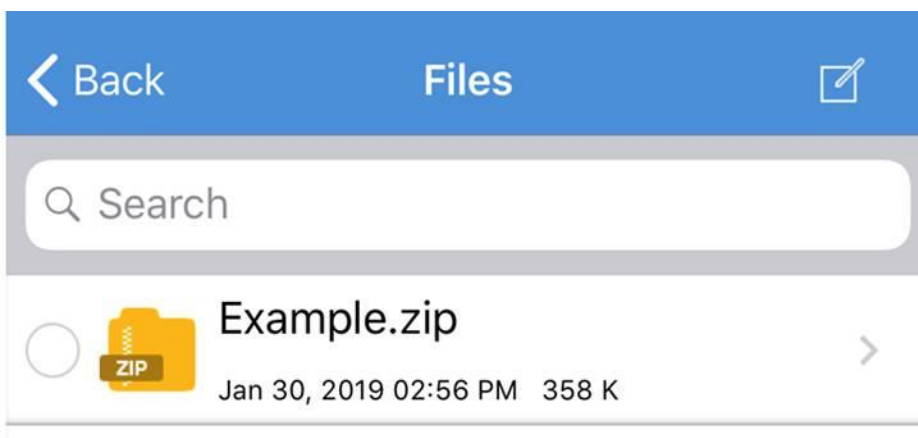 Back Files
Search
Example.zip
ZIP
Jan 30, 2019 02:56 PM 358 K